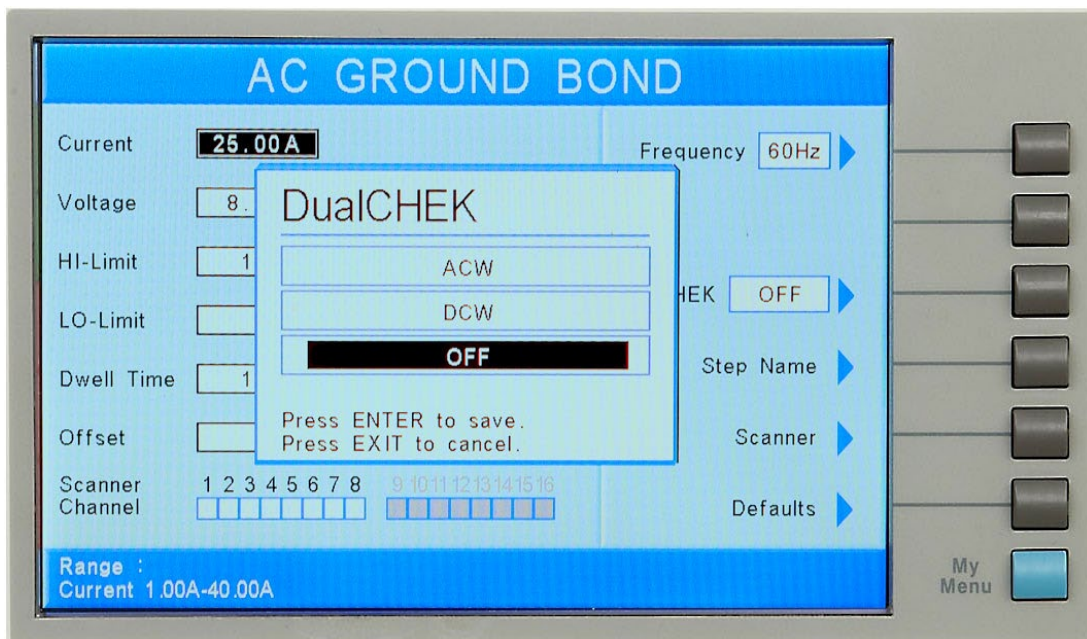 AC GROUND BOND
Current 25.00A
Frequency 60Hz
Voltage 8.
DualCHEK
HI-Limit 1
ACW
DCW
HEK OFF
LO-Limit
OFF
Step Name
Dwell Time 1
Press ENTER to save.
Press EXIT to cancel.
Offset
Scanner
Scanner
Channel
1 2 3 4 5 6 7 8 9 10 11 12 13 14 15 16
Defaults
Range :
Current 1.00A-40.00A
My
Menu